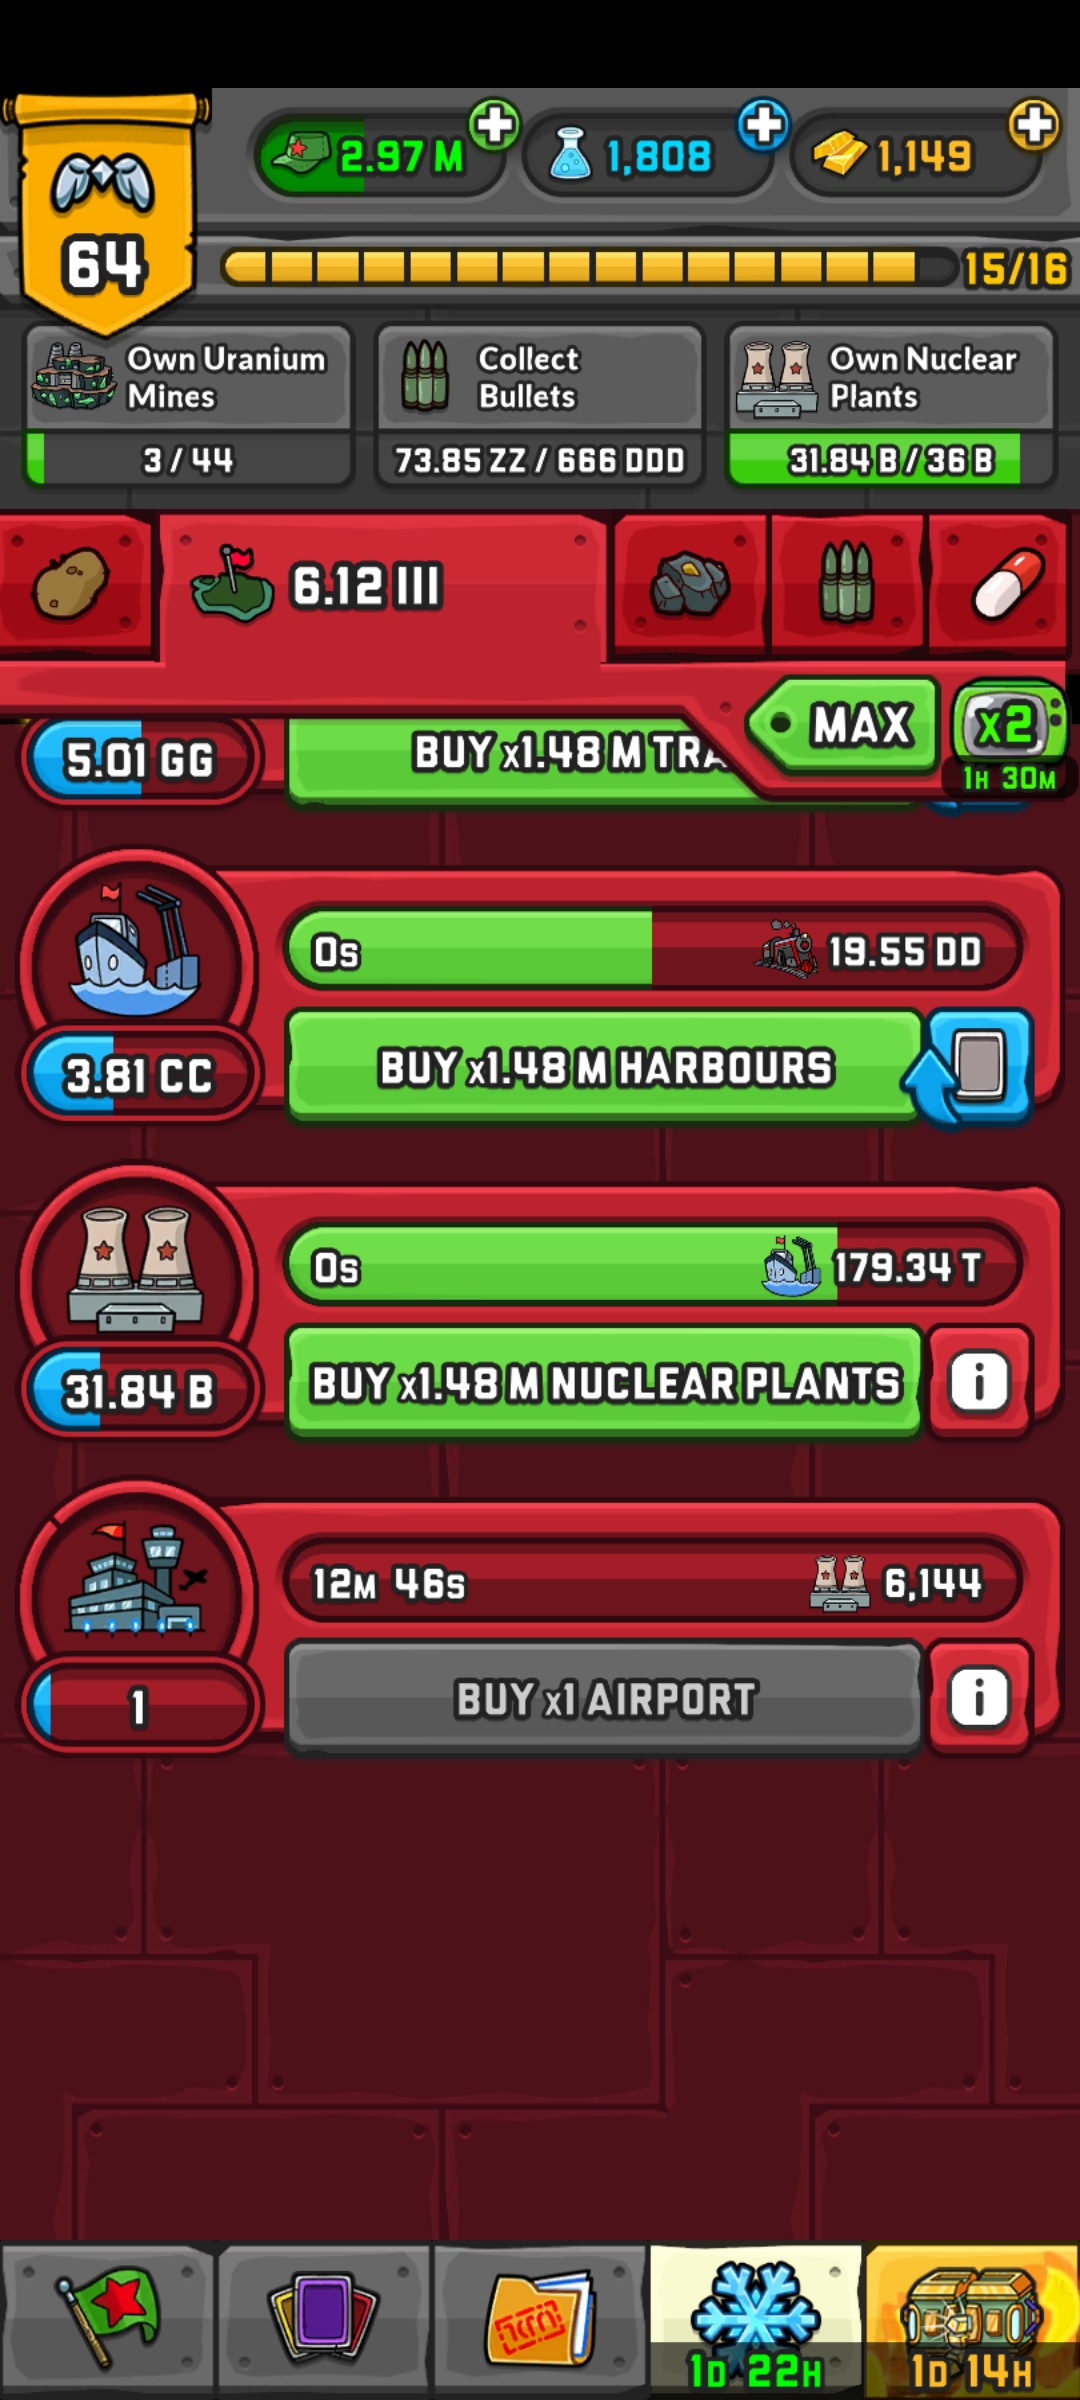 64
2.97 M
1,808
1,149
15/16
Own Uranium
Mines
3 / 44
Collect
Bullets
73.85 ZZ / 666 DDD
Own Nuclear
Plants
31.84 B / 36 B
6.12 III
MAX
x2
1H 30M
5.01 GG
BUY x1.48 M TRA
0s
19.55 DD
3.81 CC
BUY x1.48 M HARBOURS
0s
179.34 T
31.84 B
BUY x1.48 M NUCLEAR PLANTS
i
12M 46s
6,144
1
BUY x1 AIRPORT
i
1D 22H
1D 14H